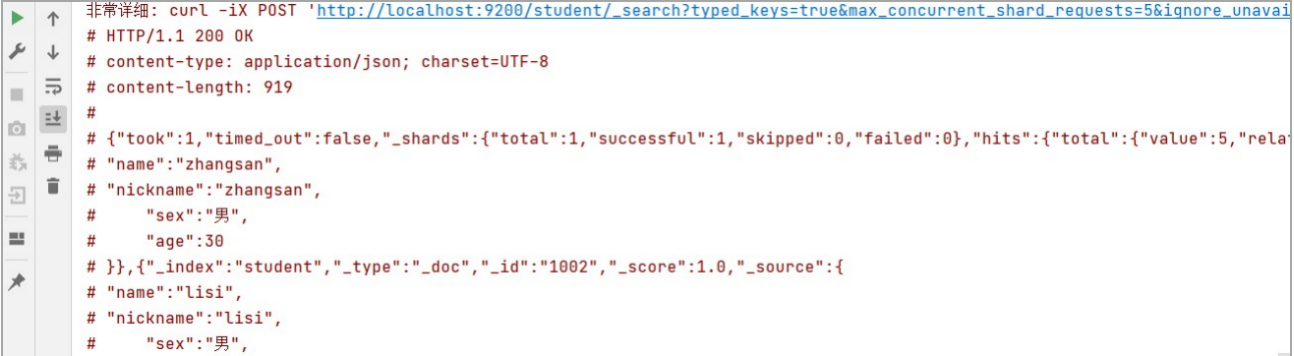 非常详细: curl -iX POST 'http://localhost:9200/student/_search?typed_keys=true&max_concurrent_shard_requests=5&ignore_unavai
# HTTP/1.1 200 OK
# content-type: application/json; charset=UTF-8
# content-length: 919
#
# {"took":1,"timed_out":false,"_shards":{"total":1,"successful":1,"skipped":0,"failed":0},"hits":{"total":{"value":5,"rela
# "name":"zhangsan",
# "nickname":"zhangsan",
#     "sex":"男",
#     "age":30
# }},{"_index":"student","_type":"_doc","_id":"1002","_score":1.0,"_source":{
# "name":"lisi",
# "nickname":"lisi",
#     "sex":"男",